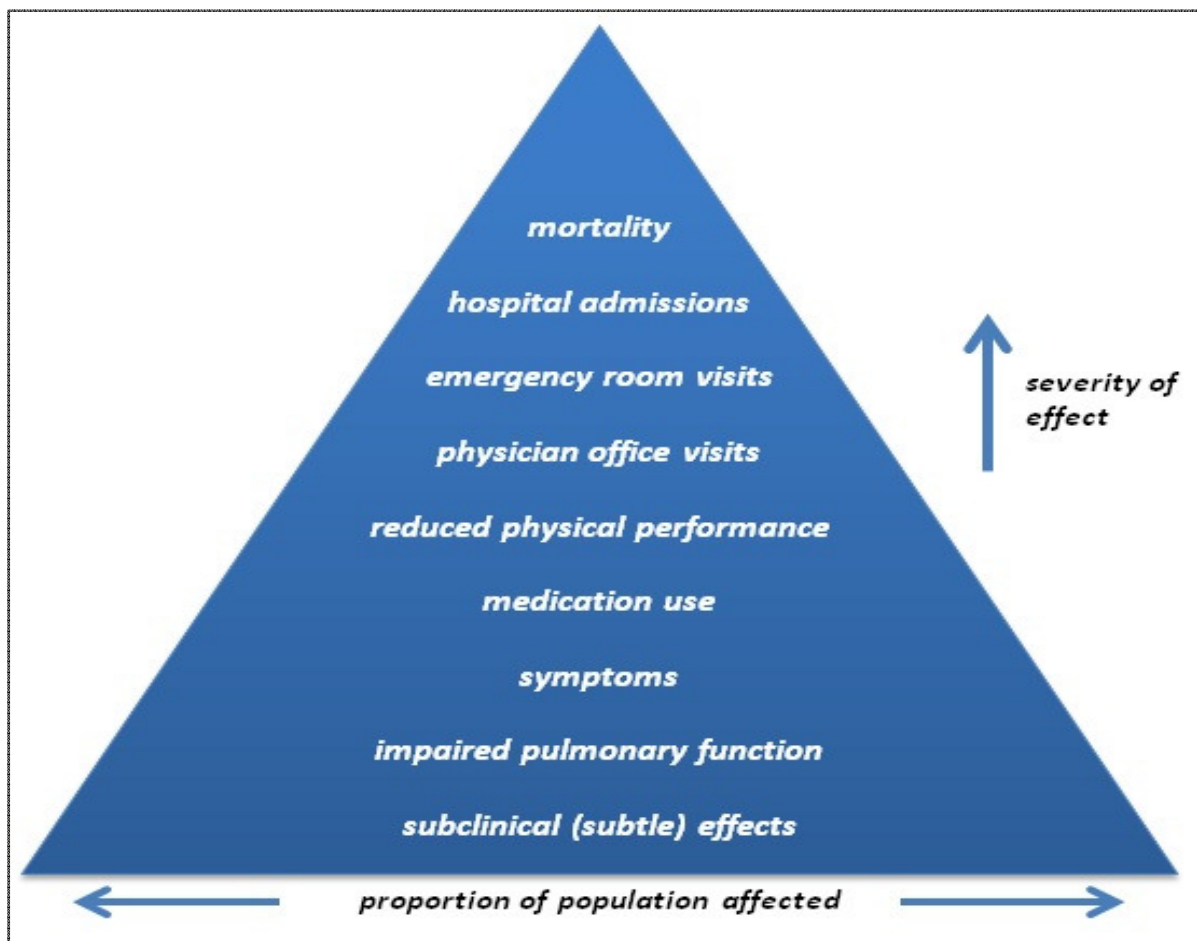 mortality
hospital admissions
emergency room visits
physician office visits
reduced physical performance
medication use
symptoms
impaired pulmonary function
subclinical (subtle) effects
severity of
effect
proportion of population affected